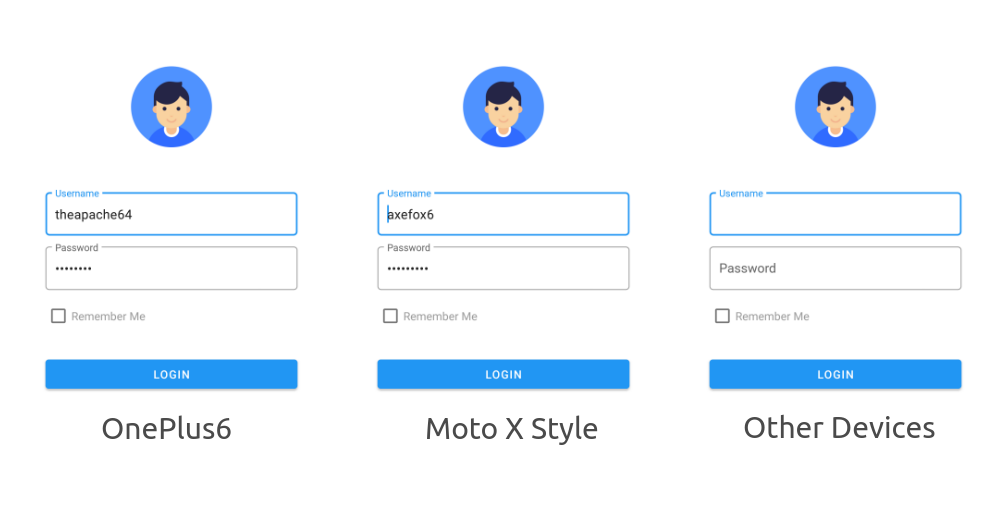 Username
theapache64
Password
••••••••
Remember Me
LOGIN
OnePlus6
Username
axefox6
Password
•••••••••
Remember Me
LOGIN
Moto X Style
Username
Password
Remember Me
LOGIN
Other Devices